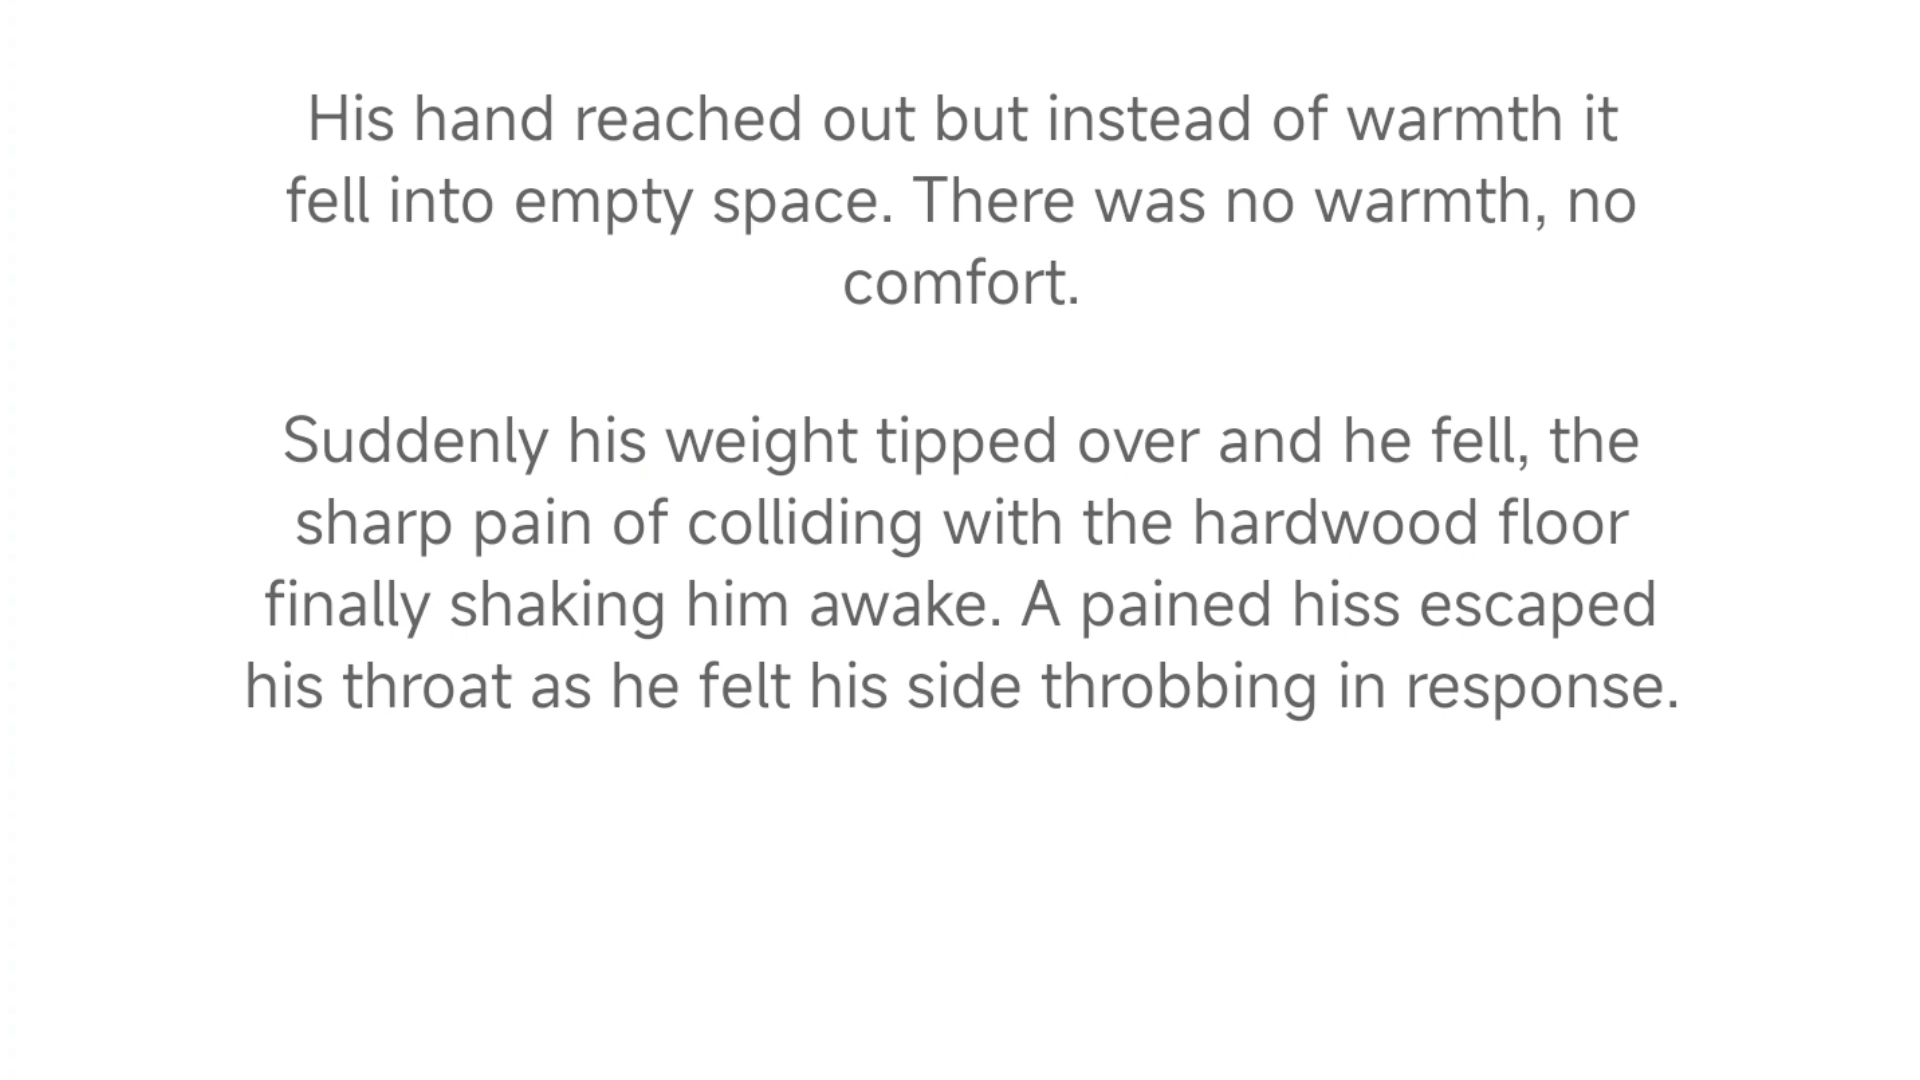 His hand reached out but instead of warmth it
fell into empty space. There was no warmth, no
comfort.
Suddenly his weight tipped over and he fell, the
sharp pain of colliding with the hardwood floor
finally shaking him awake. A pained hiss escaped
his throat as he felt his side throbbing in response.